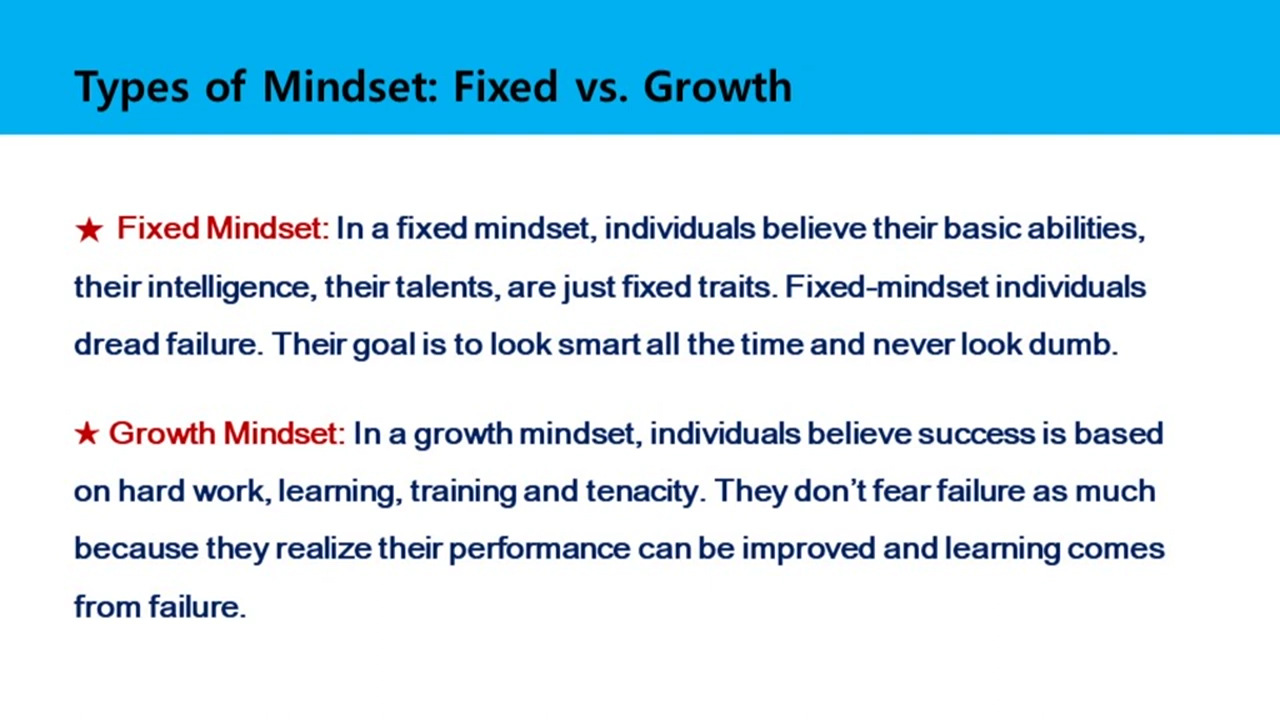 Types of Mindset: Fixed vs. Growth
★ Fixed Mindset: In a fixed mindset, individuals believe their basic abilities,
their intelligence, their talents, are just fixed traits. Fixed-mindset individuals
dread failure. Their goal is to look smart all the time and never look dumb.
★ Growth Mindset: In a growth mindset, individuals believe success is based
on hard work, learning, training and tenacity. They don’t fear failure as much
because they realize their performance can be improved and learning comes
from failure.